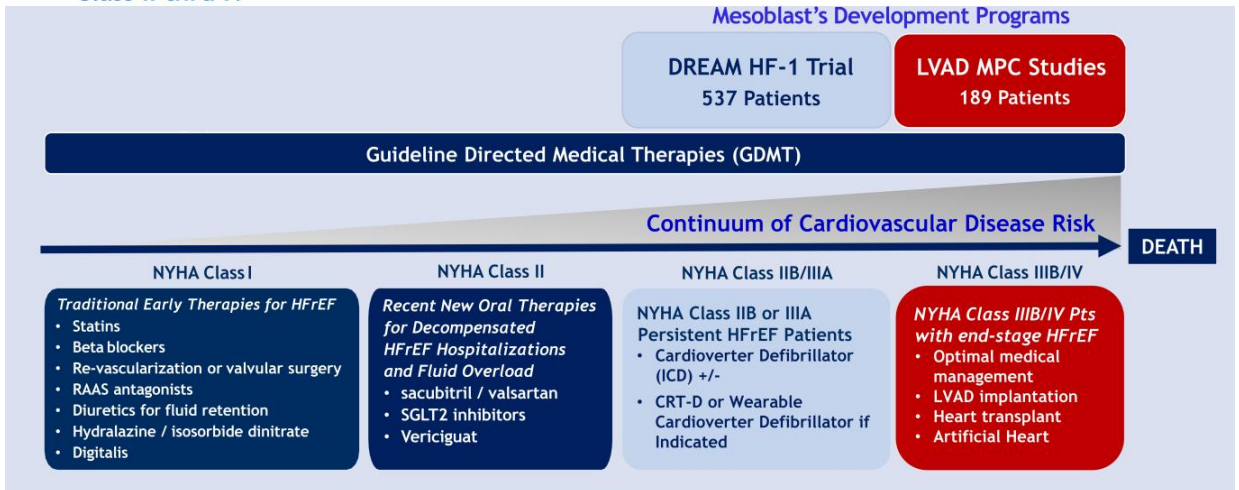 Mesoblast's Development Programs
DREAM HF-1 Trial
537 Patients
LVAD MPC Studies
189 Patients
Guideline Directed Medical Therapies (GDMT)
Continuum of Cardiovascular Disease Risk
DEATH
NYHA Class I
Traditional Early Therapies for HFrEF
• Statins
• Beta blockers
• Re-vascularization or valvular surgery
• RAAS antagonists
• Diuretics for fluid retention
• Hydralazine / isosorbide dinitrate
• Digitalis
NYHA Class II
Recent New Oral Therapies
for Decompensated
HFrEF Hospitalizations
and Fluid Overload
• sacubitril / valsartan
• SGLT2 inhibitors
• Vericiguat
NYHA Class IIB/IIIA
NYHA Class IIB or IIIA
Persistent HFrEF Patients
• Cardioverter Defibrillator
(ICD) +/-
• CRT-D or Wearable
Cardioverter Defibrillator if
Indicated
NYHA Class IIIB/IV
NYHA Class IIIB/IV Pts
with end-stage HFrEF
• Optimal medical
management
• LVAD implantation
• Heart transplant
• Artificial Heart